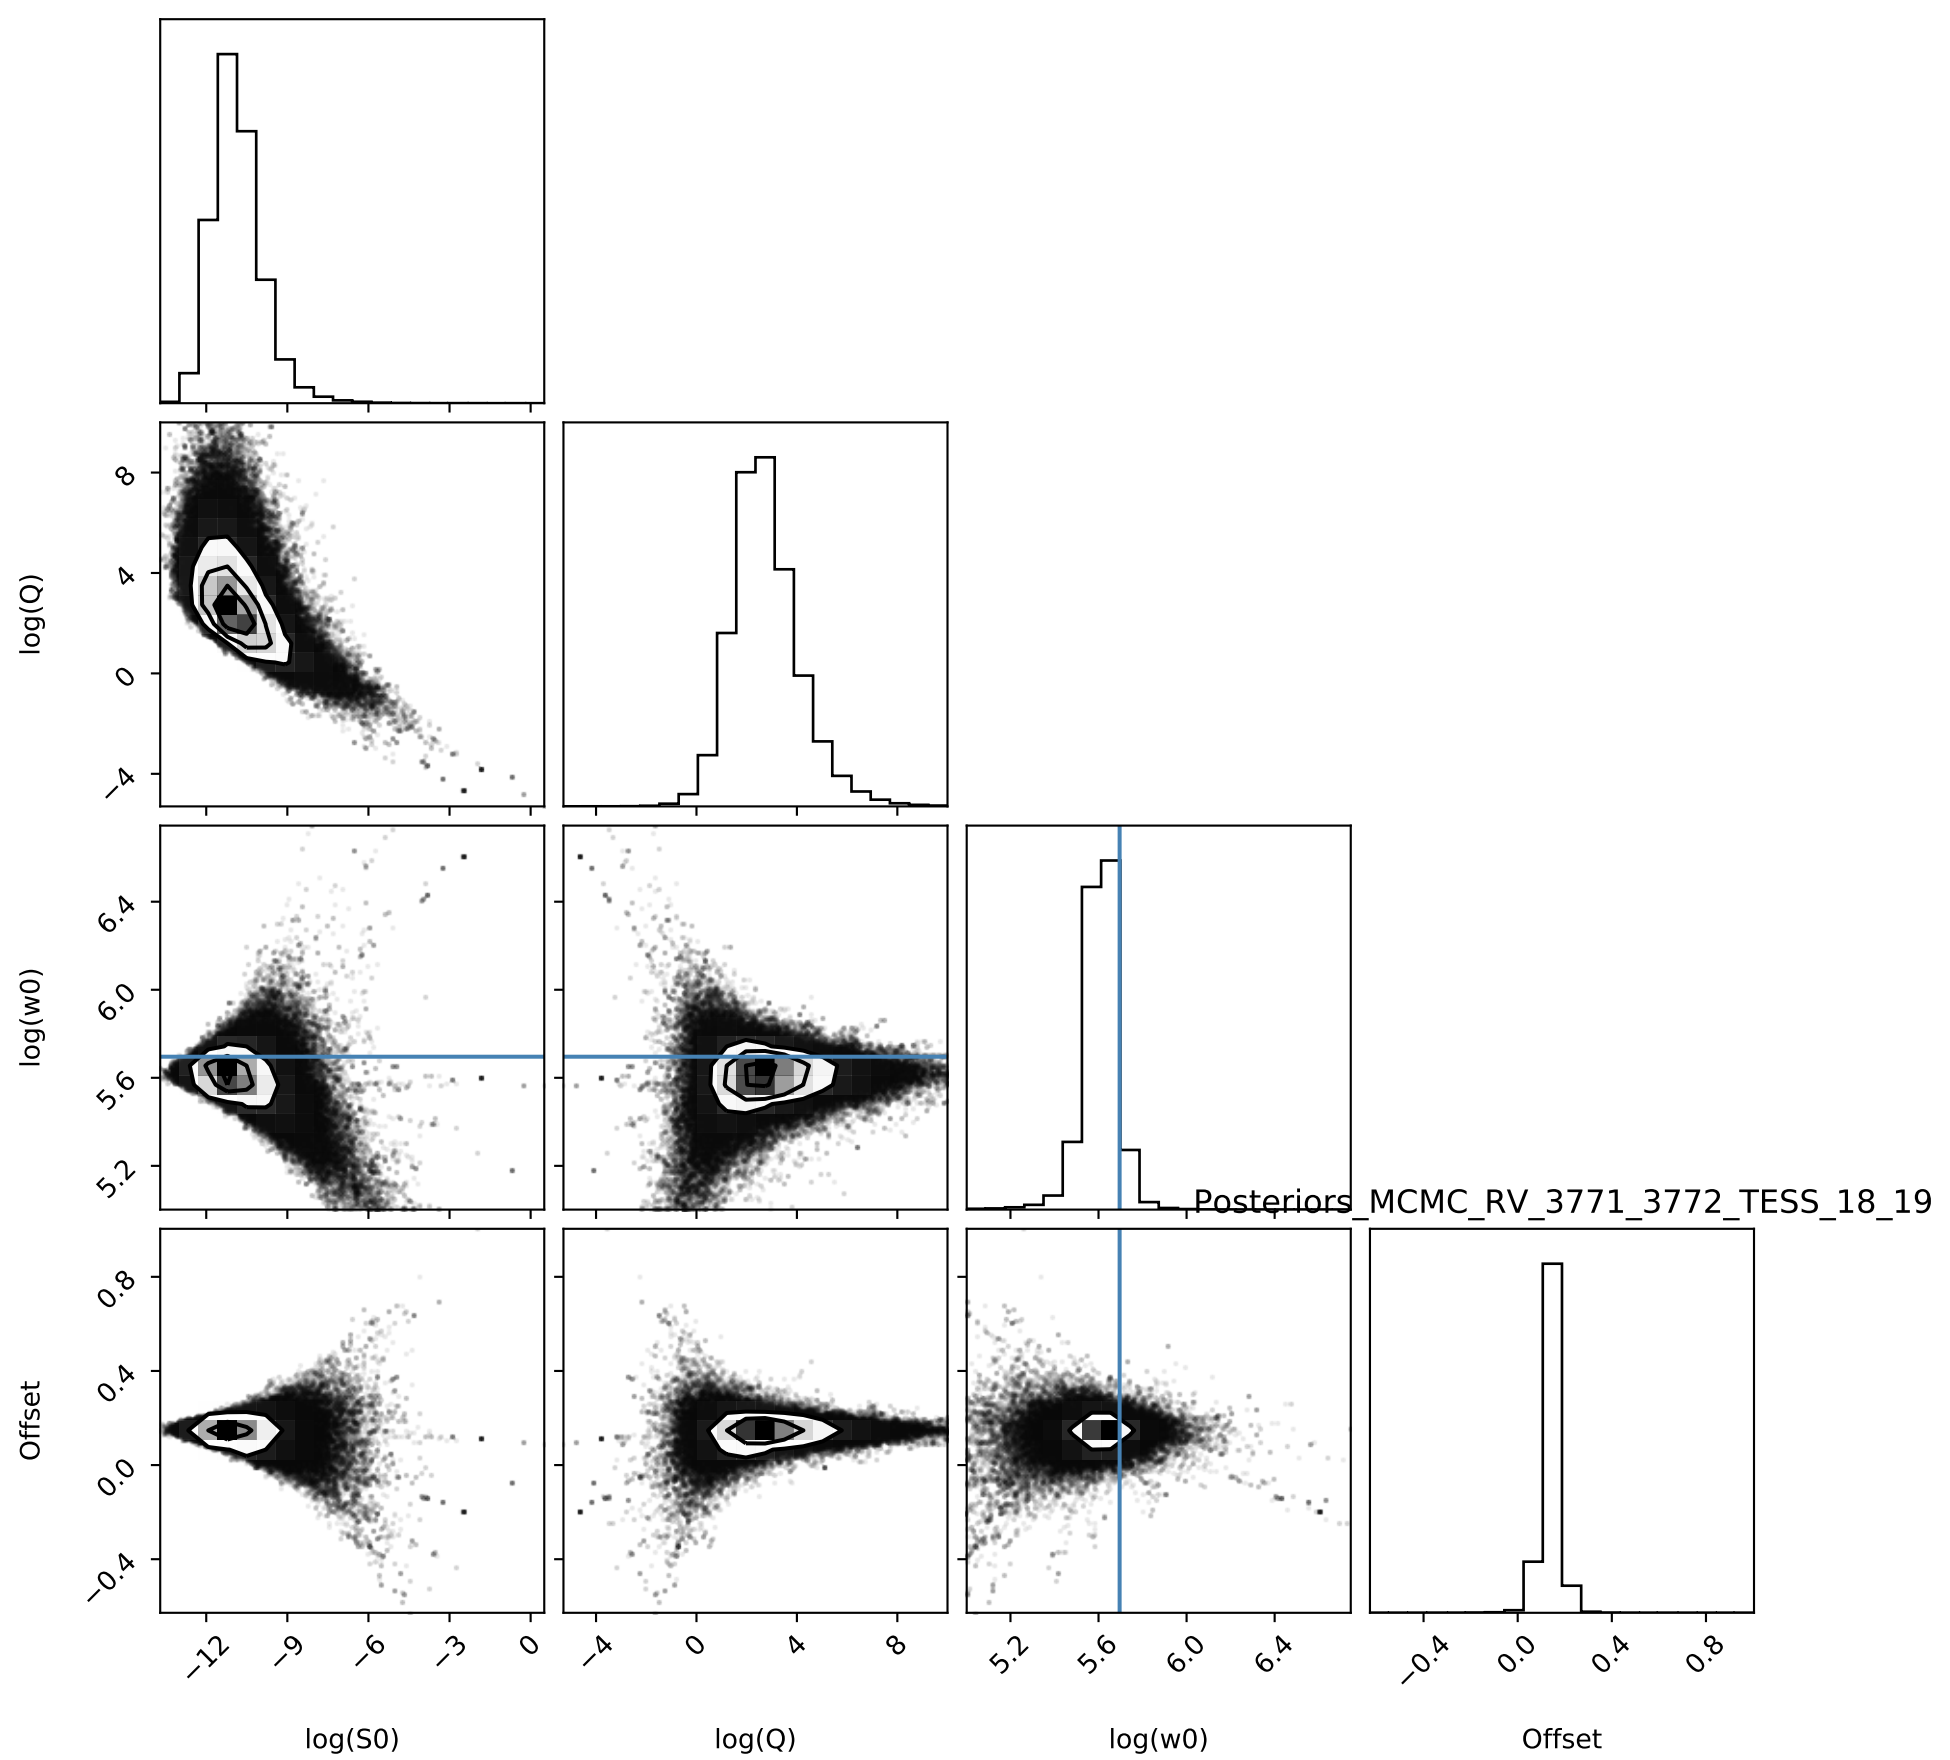 8
4
0
−4
log(Q)
6.4
6.0
5.6
5.2
log(w0)
Posteriors_MCMC_RV_3771_3772_TESS_18_19
0.8
0.4
0.0
−0.4
Offset
−12 −9 −6 −3 0 −4 0 4 8 5.2 5.6 6.0 6.4 −0.4 0.0 0.4 0.8
log(S0) log(Q) log(w0) Offset